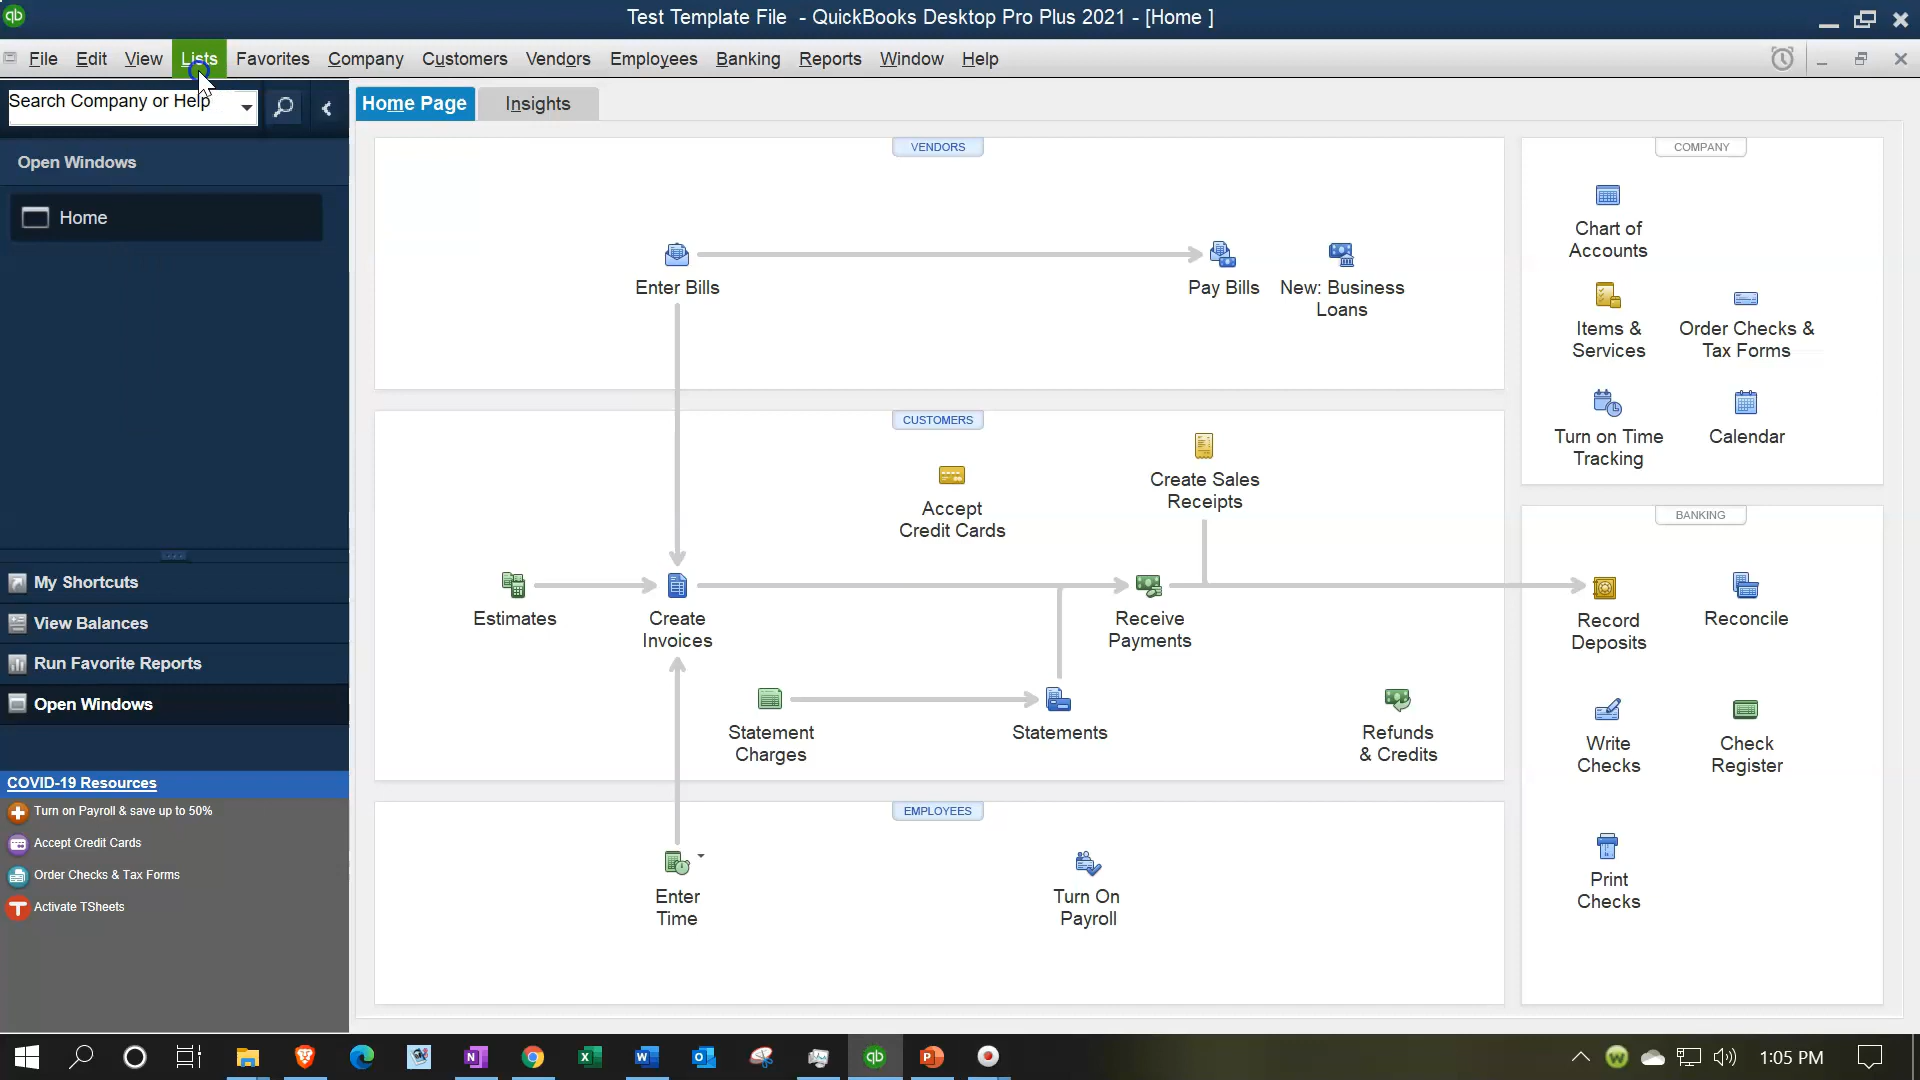 Test Template File - QuickBooks Desktop Pro Plus 2021 - [Home ]
File Edit View Lists Favorites Company Customers Vendors Employees Banking Reports Window Help
Search Company or Help
Home Page Insights
Open Windows
Home
My Shortcuts
View Balances
Run Favorite Reports
Open Windows
COVID-19 Resources
Turn on Payroll & save up to 50%
Accept Credit Cards
Order Checks & Tax Forms
Activate TSheets
VENDORS
Enter Bills
Pay Bills
New: Business
Loans
CUSTOMERS
Accept
Credit Cards
Create Sales
Receipts
Estimates
Create
Invoices
Receive
Payments
Statement
Charges
Statements
Refunds
& Credits
EMPLOYEES
Enter
Time
Turn On
Payroll
COMPANY
Chart of
Accounts
Items &
Services
Order Checks &
Tax Forms
Turn on Time
Tracking
Calendar
BANKING
Record
Deposits
Reconcile
Write
Checks
Check
Register
Print
Checks
1:05 PM